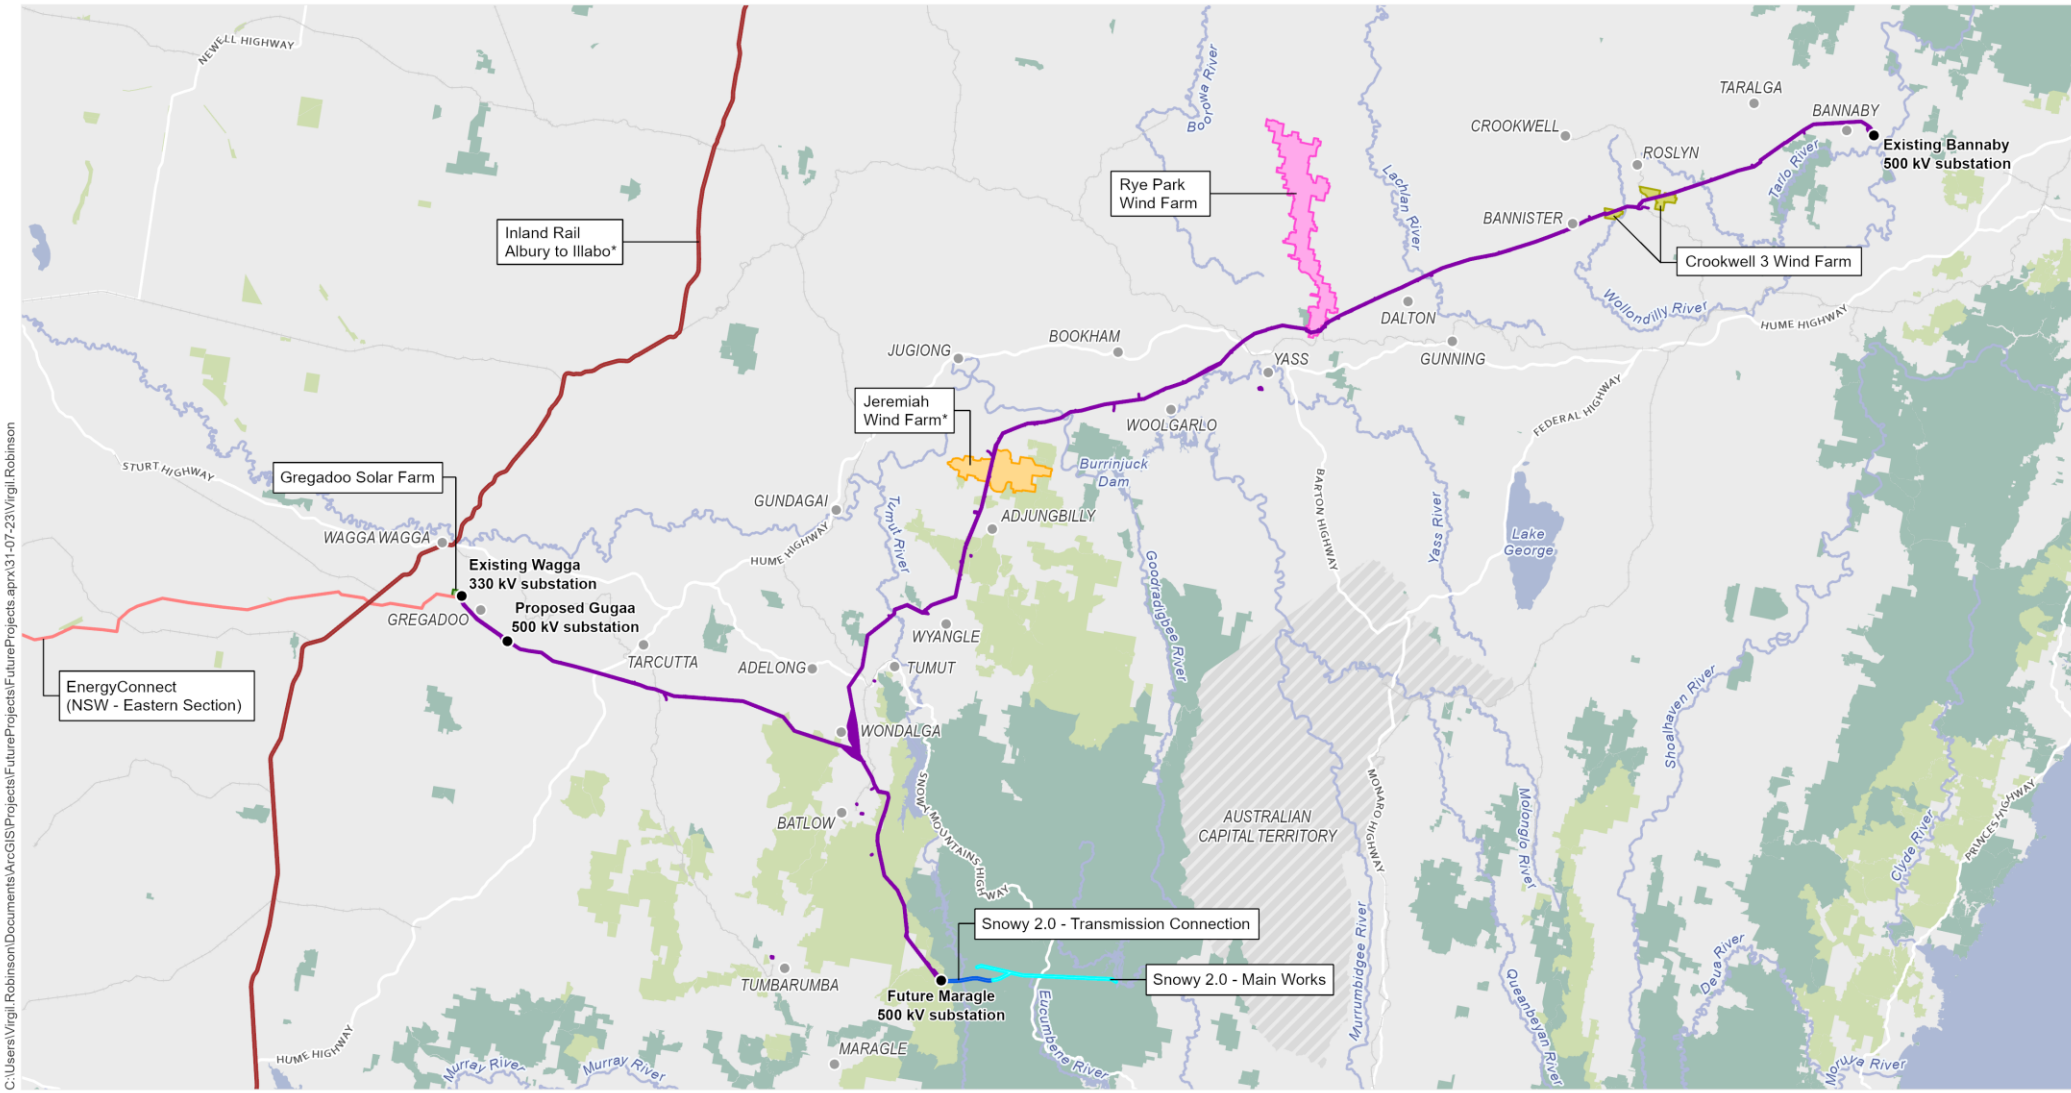 NEWELL HIGHWAY
Boorowa River
TARALGA
BANNABY
CROOKWELL
Existing Bannaby
500 kV substation
ROSLYN
Tarlo River
Rye Park
Wind Farm
Lachlan River
BANNISTER
Inland Rail
Albury to Illabo*
Crookwell 3 Wind Farm
Wollondilly River
HUME HIGHWAY
DALTON
BOOKHAM
JUGIONG
YASS
GUNNING
Jeremiah
Wind Farm*
WOOLGARLO
FEDERAL HIGHWAY
STURT HIGHWAY
Gregadoo Solar Farm
Burrinjuck
Dam
BARTON HIGHWAY
Yass River
GUNDAGAI
Tumut River
ADJUNGBILLY
Lake
George
WAGGA WAGGA
HUME HIGHWAY
Goodradigbee River
Existing Wagga
330 kV substation
Proposed Gugaa
500 kV substation
GREGADOO
WYANGLE
TARCUTTA
ADELONG
TUMUT
EnergyConnect
(NSW - Eastern Section)
Shoalhaven River
WONDALGA
SNOWY MOUNTAINS HIGHWAY
MONARO HIGHWAY
Molonglo River
BATLOW
AUSTRALIAN
CAPITAL TERRITORY
PRINCES HIGHWAY
Clyde River
Snowy 2.0 - Transmission Connection
Murrumbidgee River
Deua River
TUMBARUMBA
Snowy 2.0 - Main Works
Future Maragle
500 kV substation
Queanbeyan River
Eucumbene River
HUME HIGHWAY
MARAGLE
Murray River
Murray River
Moruya River
C:\Users\Virgil.Robinson\Documents\ArcGIS\Projects\FutureProjects\FutureProjects.aprx\31-07-23\Virgil.Robinson